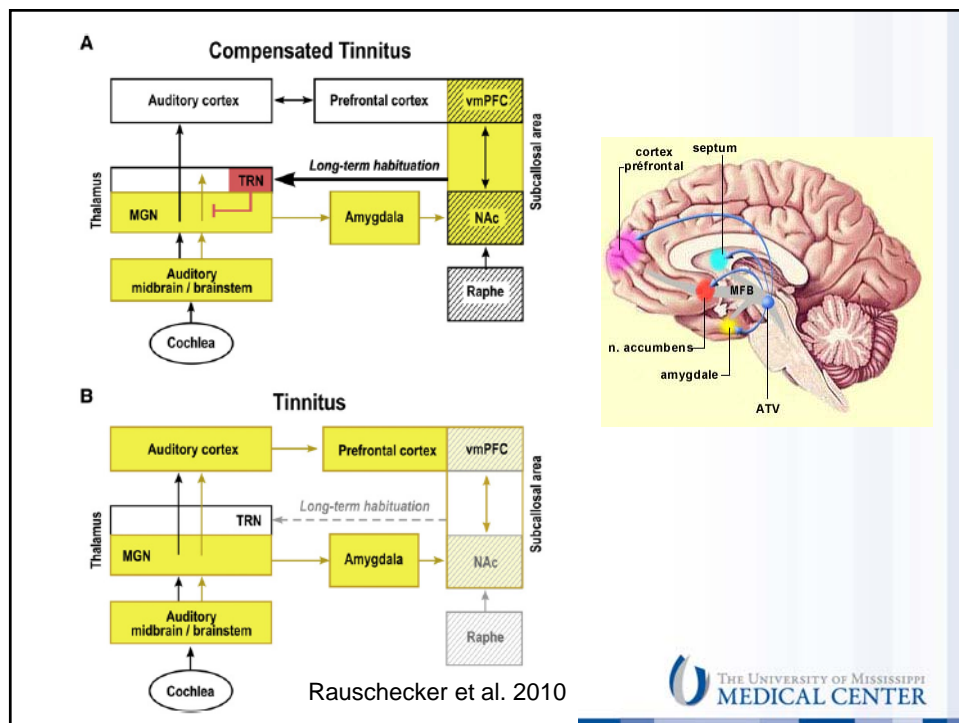 A
Compensated Tinnitus
Auditory cortex
Prefrontal cortex
vmPFC
Subcallosal area
Long-term habituation
Thalamus
TRN
MGN
Amygdala
NAc
Auditory
midbrain / brainstem
Raphe
Cochlea
B
Tinnitus
Auditory cortex
Prefrontal cortex
vmPFC
Subcallosal area
Long-term habituation
Thalamus
TRN
MGN
Amygdala
NAc
Auditory
midbrain / brainstem
Raphe
Cochlea
Rauschecker et al. 2010
cortex
préfrontal
septum
MFB
n. accumbens
amygdale
ATV
THE UNIVERSITY OF MISSISSIPPI
MEDICAL CENTER